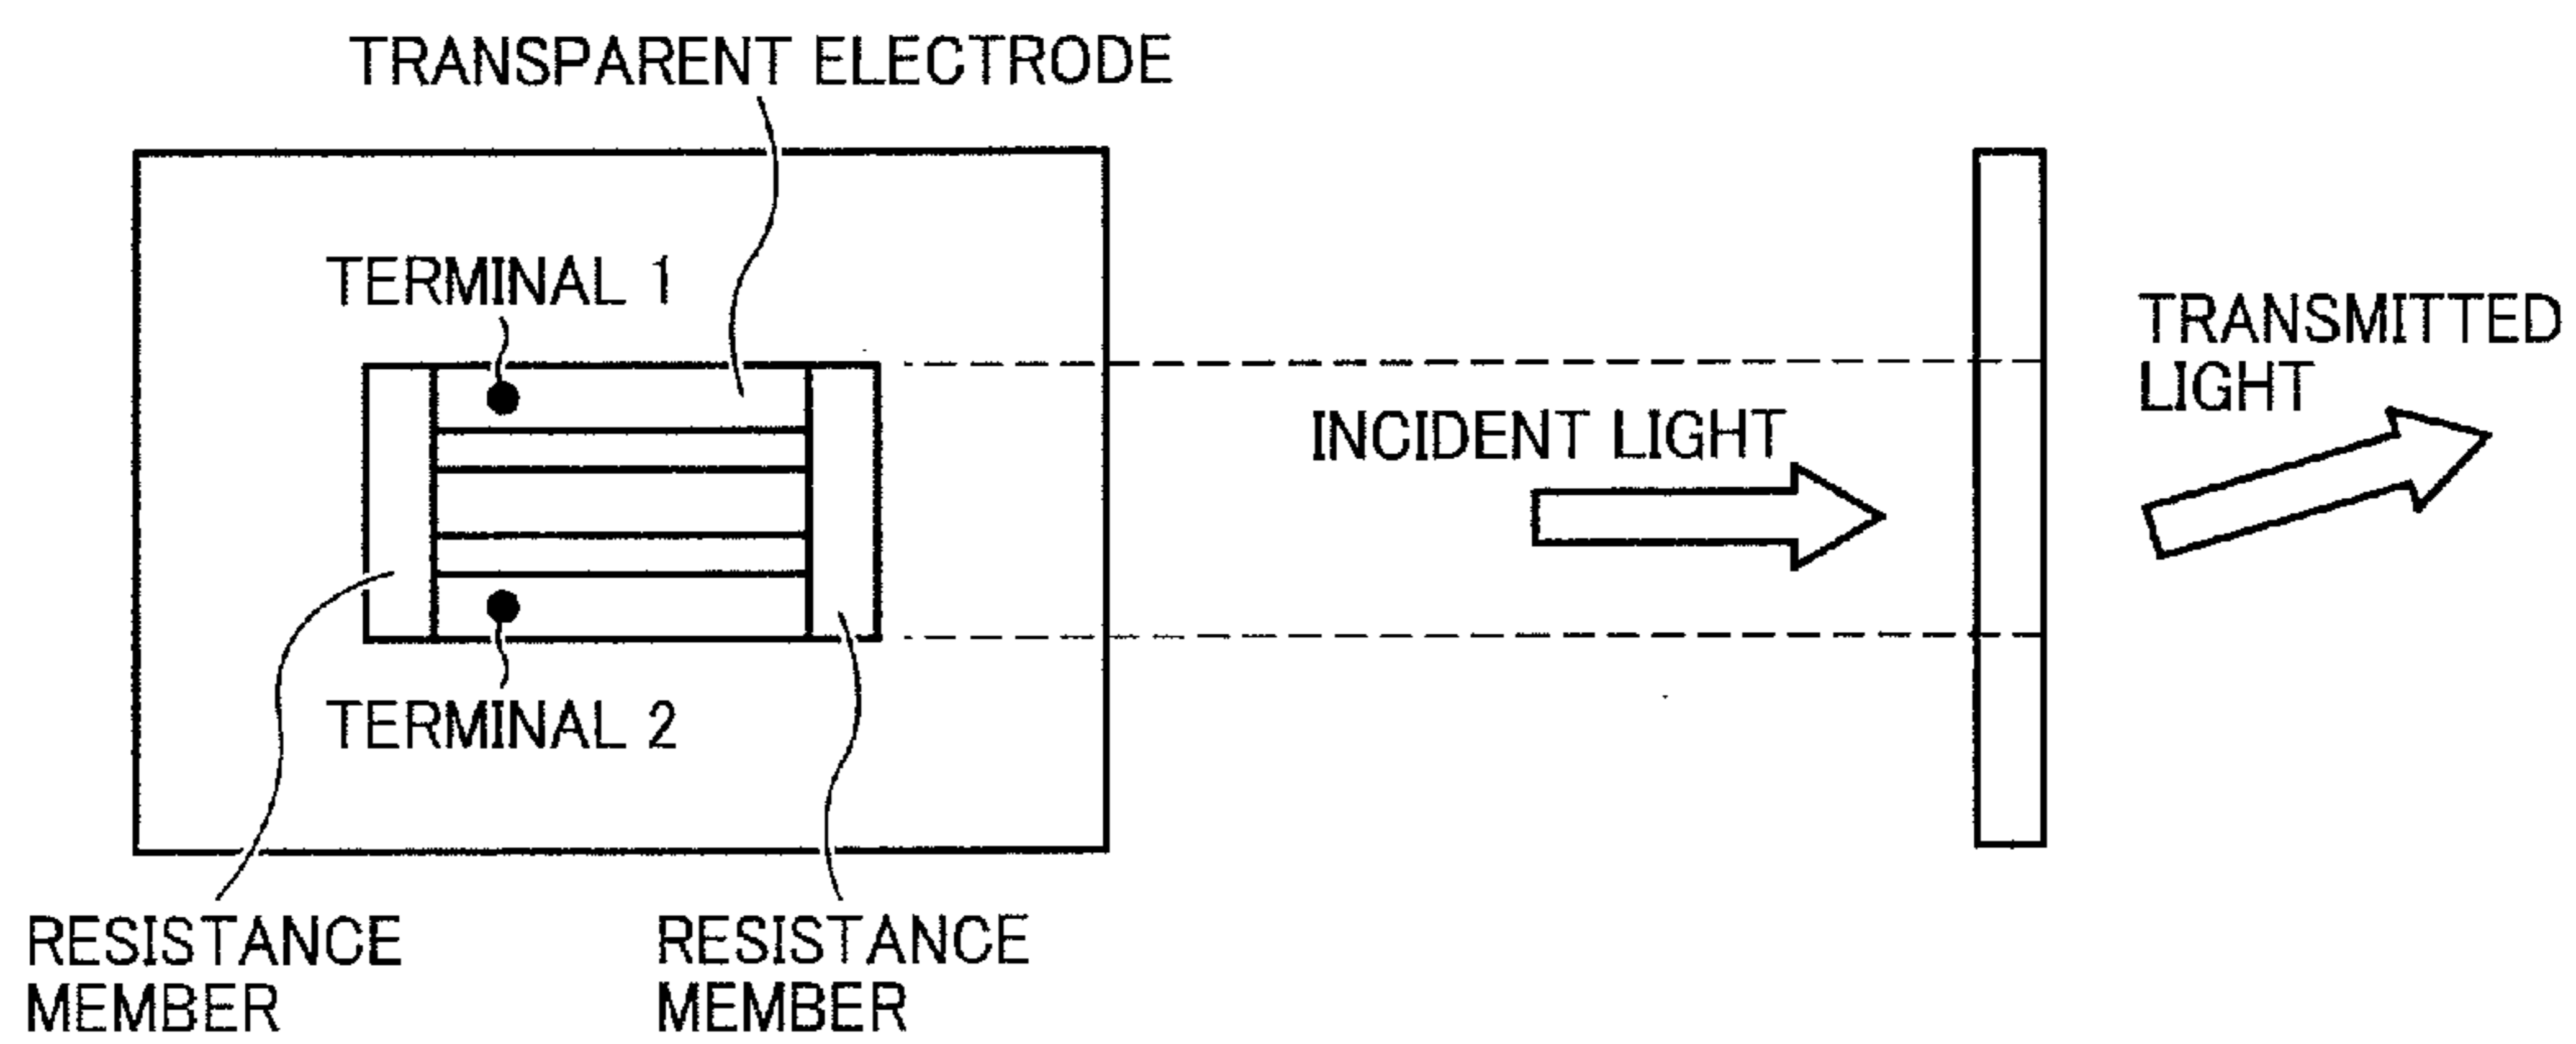 TRANSPARENT ELECTRODE
TERMINAL 1
TRANSMITTED
LIGHT
INCIDENT LIGHT
TERMINAL 2
RESISTANCE
MEMBER
RESISTANCE
MEMBER